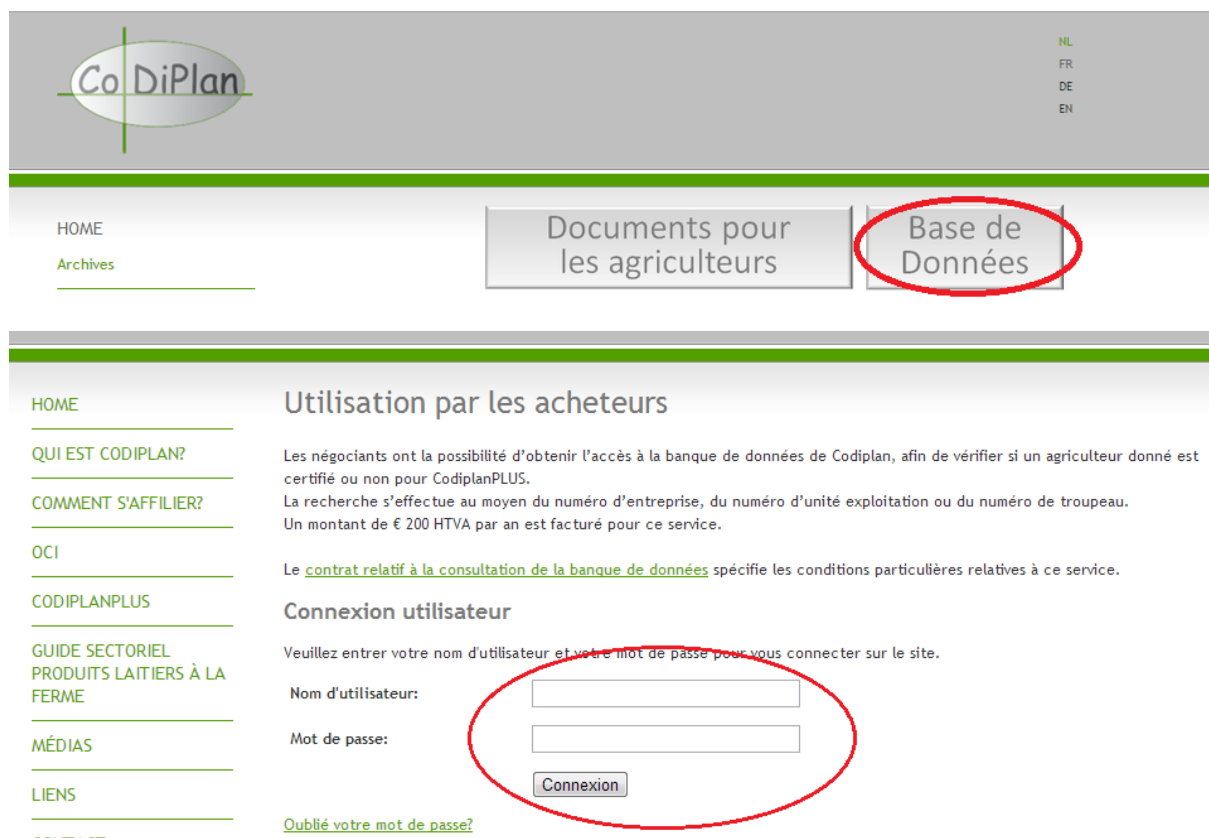 Co DiPlan
NL
FR
DE
EN
HOME
Archives
Documents pour
les agriculteurs
Base de
Données
HOME
QUI EST CODIPLAN?
COMMENT S'AFFILIER?
OCI
CODIPLANPLUS
GUIDE SECTORIEL
PRODUITS LAITIERS À LA
FERME
MÉDIAS
LIENS
Utilisation par les acheteurs
Les négociants ont la possibilité d'obtenir l'accès à la banque de données de Codiplan, afin de vérifier si un agriculteur donné est
certifié ou non pour CodiplanPLUS.
La recherche s'effectue au moyen du numéro d'entreprise, du numéro d'unité exploitation ou du numéro de troupeau.
Un montant de € 200 HTVA par an est facturé pour ce service.
Le contrat relatif à la consultation de la banque de données spécifie les conditions particulières relatives à ce service.
Connexion utilisateur
Veuillez entrer votre nom d'utilisateur et votre mot de passe pour vous connecter sur le site.
Nom d'utilisateur:
Mot de passe:
Connexion
Oublié votre mot de passe?